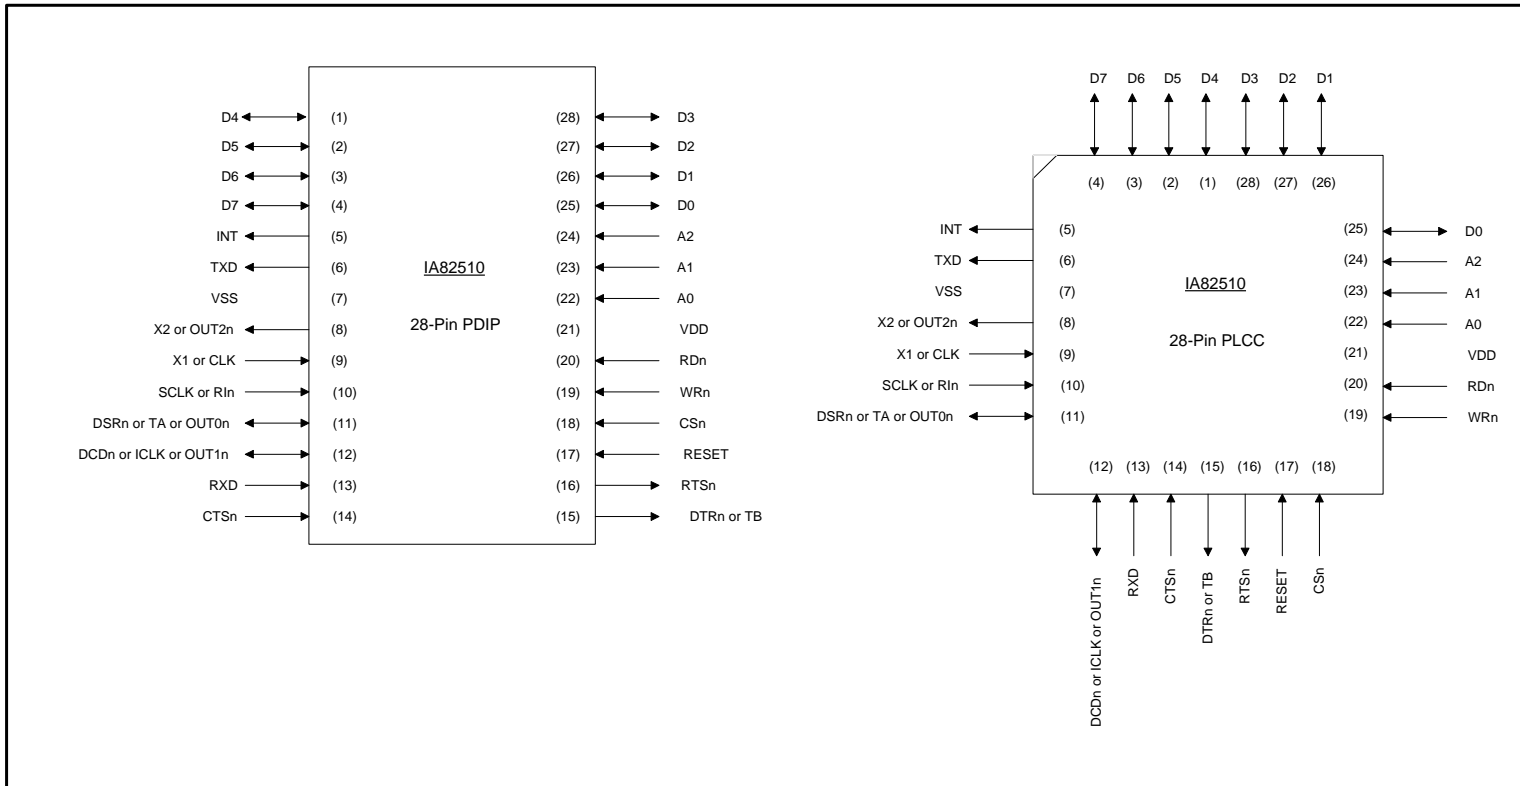 D4 (1) (28) D3
D5 (2) (27) D2
D6 (3) (26) D1
D7 (4) (25) D0
INT (5) (24) A2
TXD (6) IA82510 (23) A1
VSS (7) (22) A0
X2 or OUT2n (8) 28-Pin PDIP (21) VDD
X1 or CLK (9) (20) RDn
SCLK or RIn (10) (19) WRn
DSRn or TA or OUT0n (11) (18) CSn
DCDn or ICLK or OUT1n (12) (17) RESET
RXD (13) (16) RTSn
CTSn (14) (15) DTRn or TB
D7 D6 D5 D4 D3 D2 D1
(4) (3) (2) (1) (28) (27) (26)
INT (5) (25) D0
TXD (6) (24) A2
VSS (7) IA82510 (23) A1
X2 or OUT2n (8) (22) A0
X1 or CLK (9) 28-Pin PLCC (21) VDD
SCLK or RIn (10) (20) RDn
DSRn or TA or OUT0n (11) (19) WRn
(12) (13) (14) (15) (16) (17) (18)
DCDn or ICLK or OUT1n
RXD
CTSn
DTRn or TB
RTSn
RESET
CSn